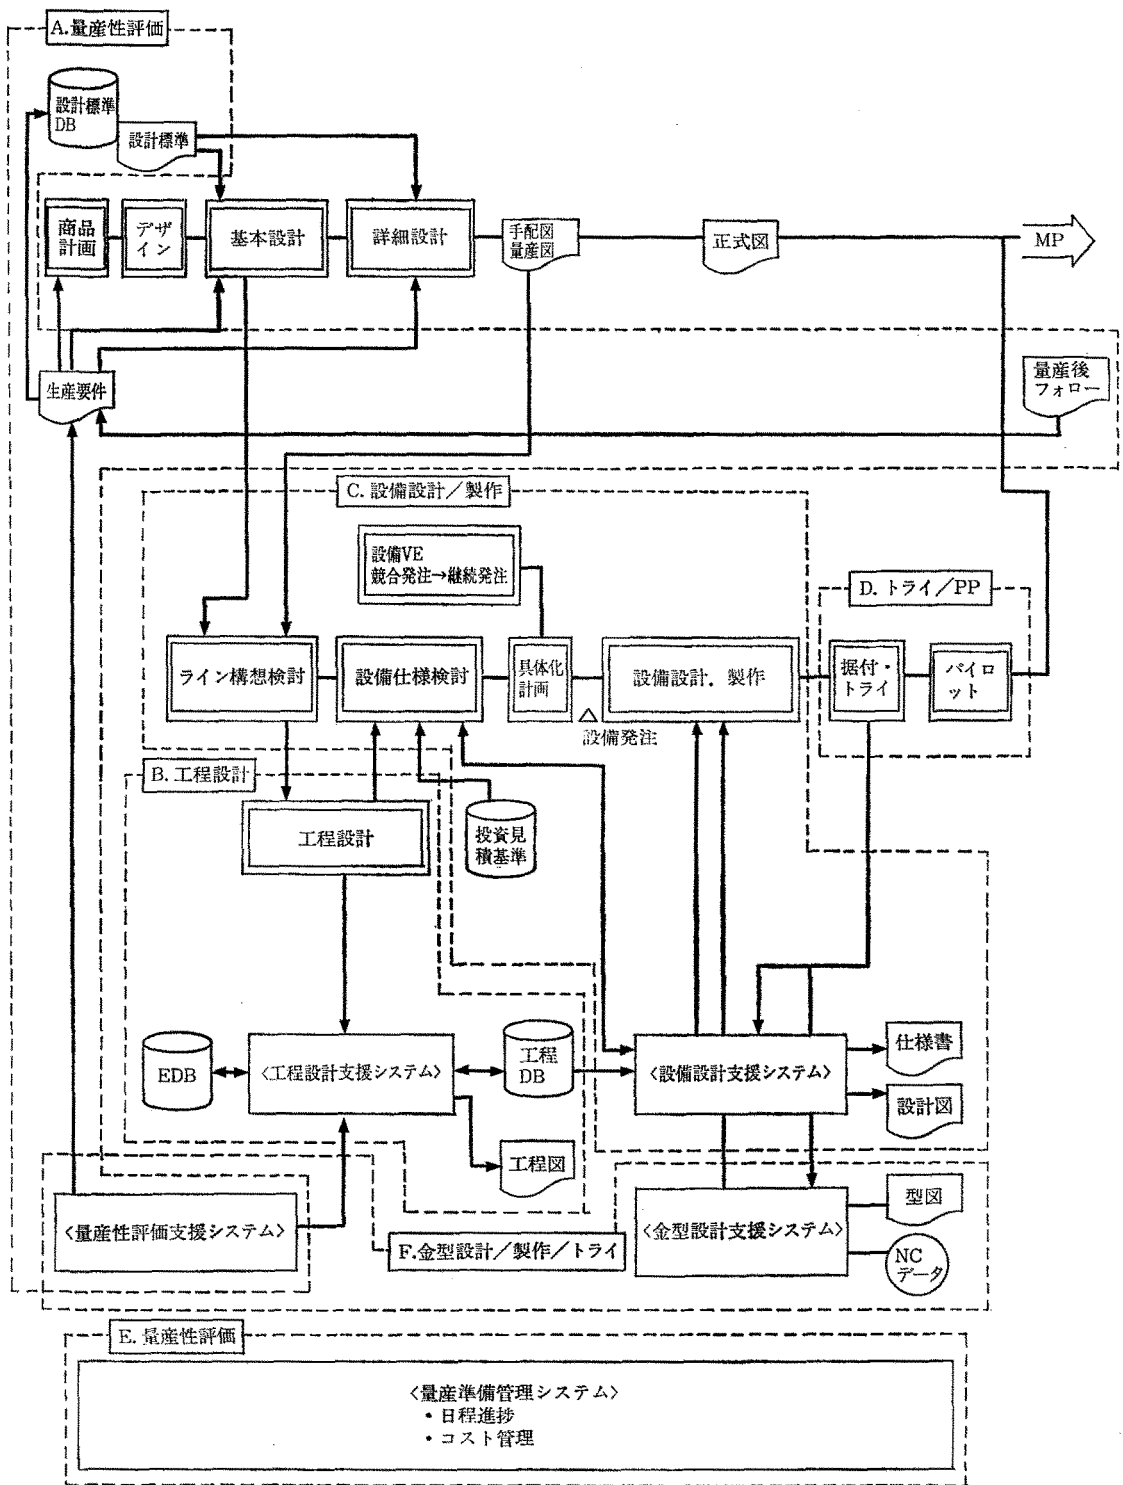 A.量産性評価
設計標準
DB
設計標準
商品
計画
デザ
イン
基本設計
詳細設計
手配図
量産図
正式図
MP
生産要件
量産後
フォロー
C. 設備設計／製作
設備VE
競合発注→継続発注
D. トライ／PP
ライン構想検討
設備仕様検討
具体化
計画
設備設計．製作
据付・
トライ
パイロ
ット
設備発注
B. 工程設計
工程設計
投資見
積基準
EDB
〈工程設計支援システム〉
工程
DB
〈設備設計支援システム〉
仕様書
設計図
工程図
〈量産性評価支援システム〉
F.金型設計／製作／トライ
〈金型設計支援システム〉
型図
NC
データ
E. 量産性評価
〈量産準備管理システム〉
・日程進捗
・コスト管理